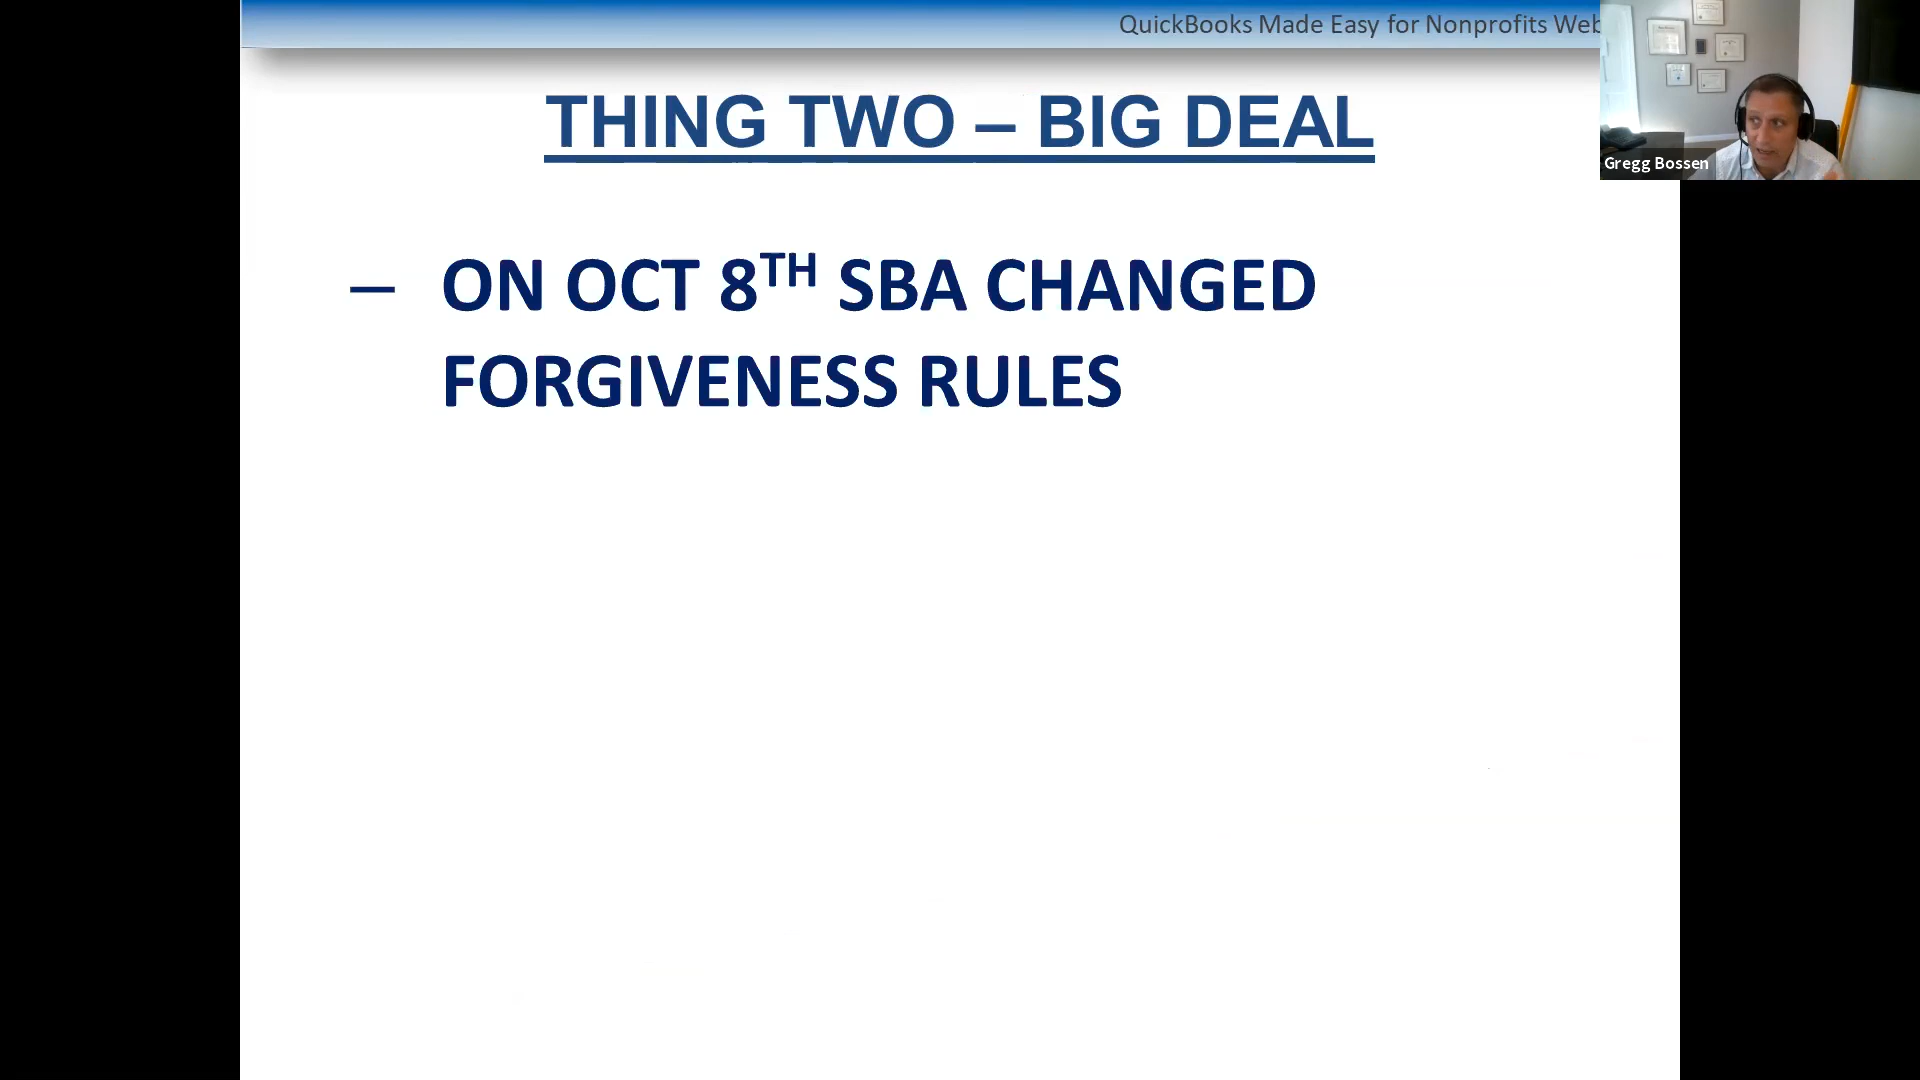 QuickBooks Made Easy for Nonprofits Web
THING TWO – BIG DEAL
Gregg Bossen
– ON OCT 8TH SBA CHANGED
FORGIVENESS RULES